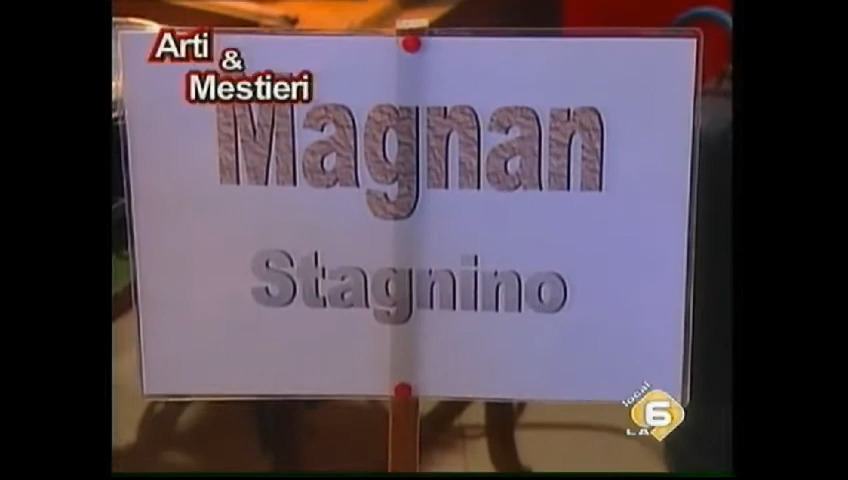 Arti
&
Mestieri
Magnan
Stagnino
local
6
LA